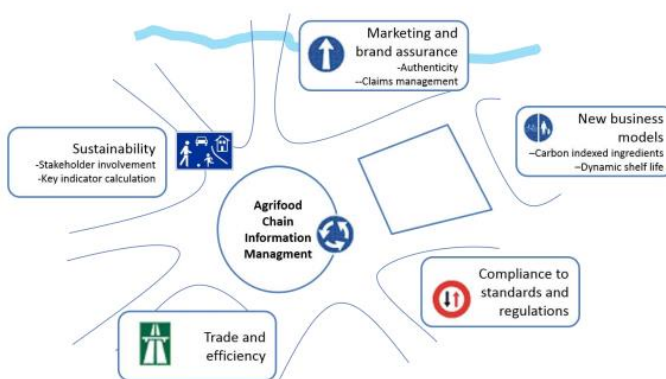 Marketing and
brand assurance
-Authenticity
--Claims management
New business
models
–Carbon indexed ingredients
–Dynamic shelf life
Sustainability
-Stakeholder involvement
-Key indicator calculation
Agrifood
Chain
Information
Managment
Compliance to
standards and
regulations
Trade and
efficiency